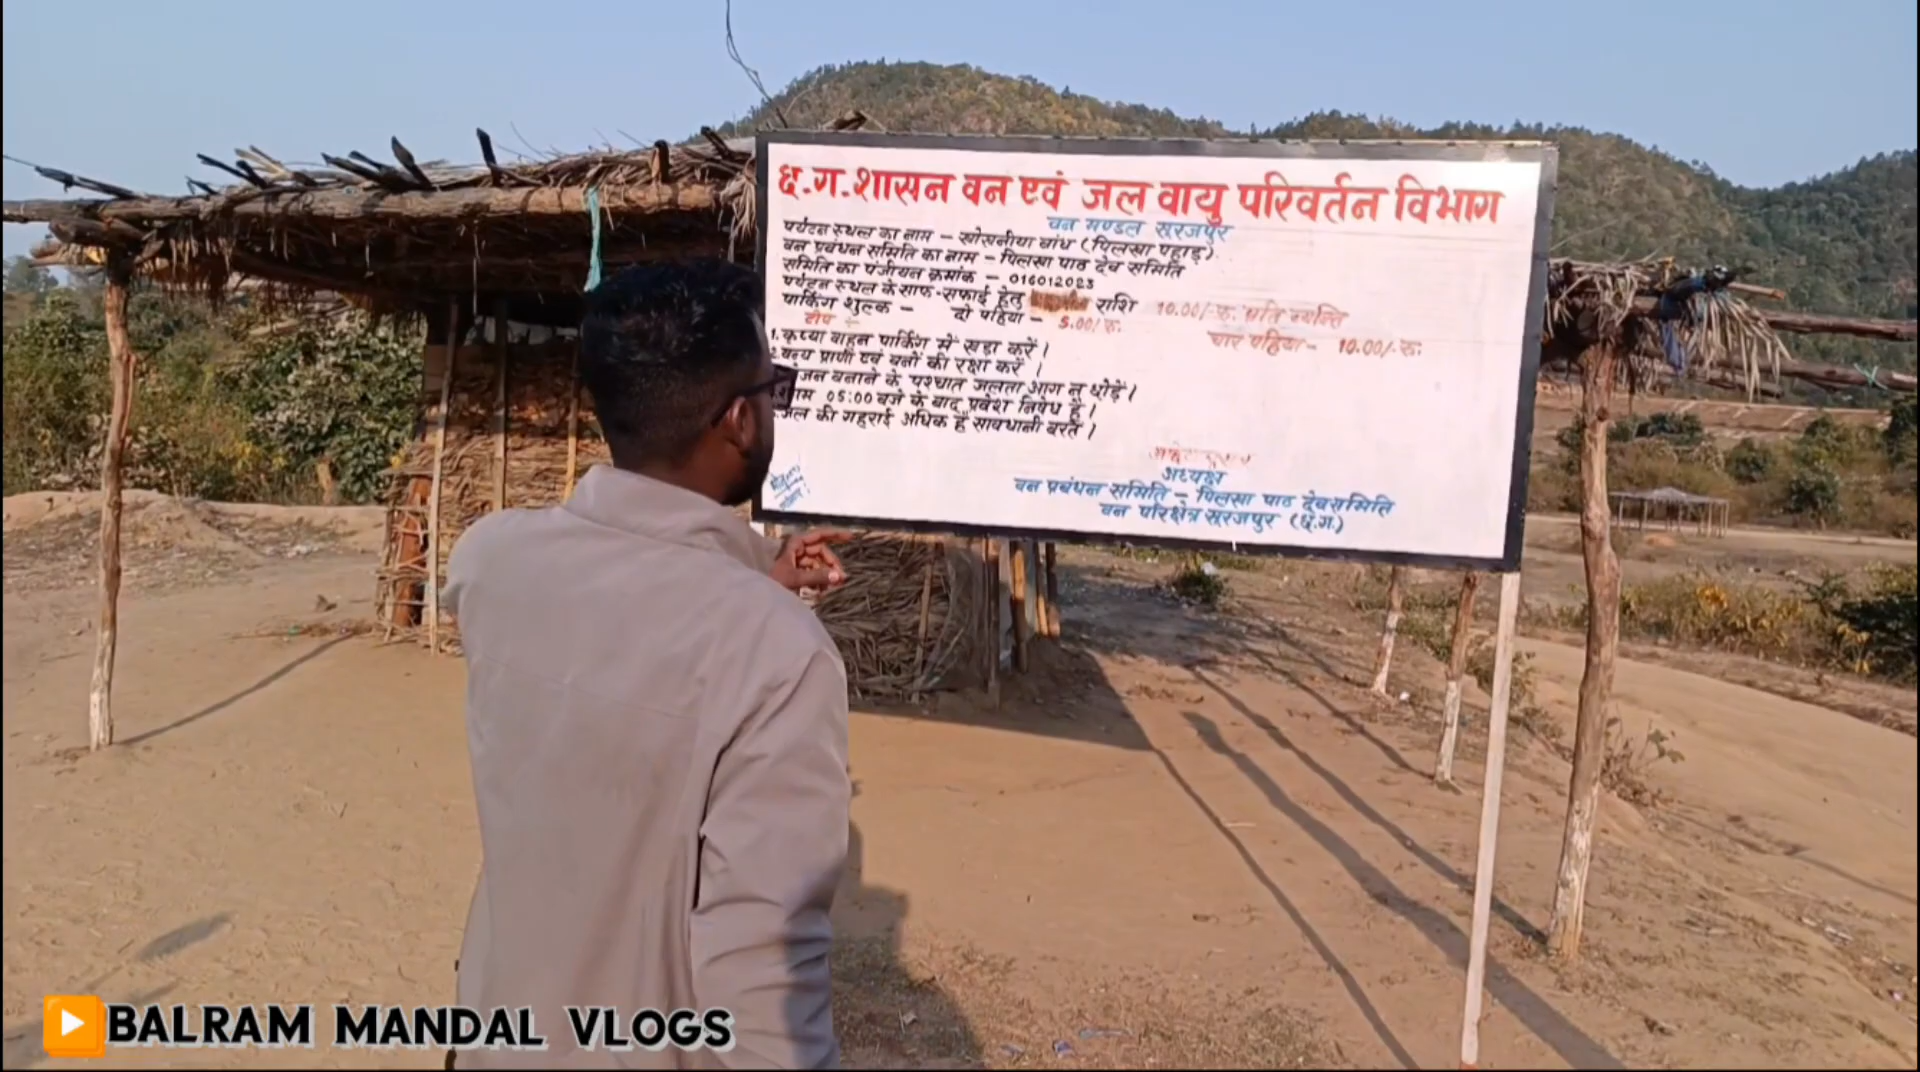 छ.ग.शासन वन एवं जल वायु परिवर्तन विभाग
वन मण्डल सूरजपुर
पर्यटन स्थल का नाम – खोखनीया बांध (पिलखा पहाड़).
वन प्रबंधन समिति का नाम – पिलखा पाठ देव समिति
समिति का पंजीयन क्रमांक – 016012023
पर्यटन स्थल के साफ-सफाई हेतु राशि 10.00/-रु. प्रति व्यक्ति
पार्किंग शुल्क – दो पहिया – 5.00/रु. चार पहिया – 10.00/-रु.
टीप –
1. कृप्या वाहन पार्किंग में खड़ा करें।
2. वन्य प्राणी एवं वनों की रक्षा करें।
जन बनाने के पश्चात जलता आग न छोड़ें।
शाम 05:00 बजे के बाद प्रवेश निषेध है।
जल की गहराई अधिक है सावधानी बरतें।
अध्यक्ष
वन प्रबंधन समिति – पिलखा पाठ देवसमिति
वन परिक्षेत्र सूरजपुर (छ.ग.)
BALRAM MANDAL VLOGS